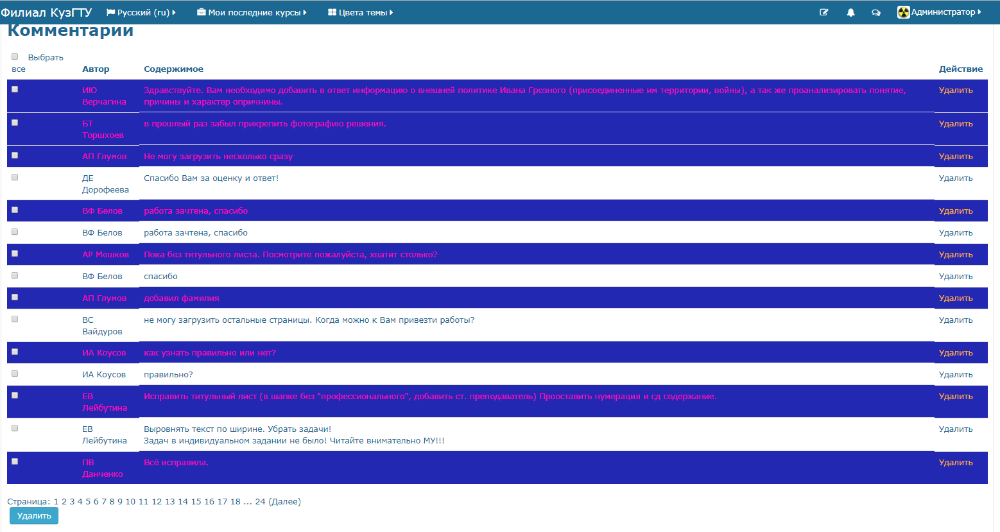 Филиал КузГТУ Русский (ru) Мои последние курсы Цвета темы Администратор
Комментарии
Выбрать
все Автор Содержимое Действие
ИЮ Здравствуйте. Вам необходимо добавить в ответ информацию о внешней политике Ивана Грозного (присоединенные им территории, войны), а так же проанализировать понятие, Удалить
Верчагина причины и характер опричнины.
БТ в прошлый раз забыл прикрепить фотографию решения. Удалить
Торшхоев
АП Глумов Не могу загрузить несколько сразу Удалить
ДЕ Спасибо Вам за оценку и ответ! Удалить
Дорофеева
ВФ Белов работа зачтена, спасибо Удалить
ВФ Белов работа зачтена, спасибо Удалить
АР Мешков Пока без титульного листа. Посмотрите пожалуйста, хватит столько? Удалить
ВФ Белов спасибо Удалить
АП Глумов добавил фамилия Удалить
ВС не могу загрузить остальные страницы. Когда можно к Вам привезти работы? Удалить
Вайдуров
ИА Коусов как узнать правильно или нет? Удалить
ИА Коусов правильно? Удалить
ЕВ Исправить титульный лист (в шапке без "профессионального", добавить ст. преподаватель) Прооставить нумерация и сд содержание. Удалить
Лейбутина
ЕВ Выровнять текст по ширине. Убрать задачи! Удалить
Лейбутина Задач в индивидуальном задании не было! Читайте внимательно МУ!!!
ПВ Всё исправила. Удалить
Данченко
Страница: 1 2 3 4 5 6 7 8 9 10 11 12 13 14 15 16 17 18 ... 24 (Далее)
Удалить